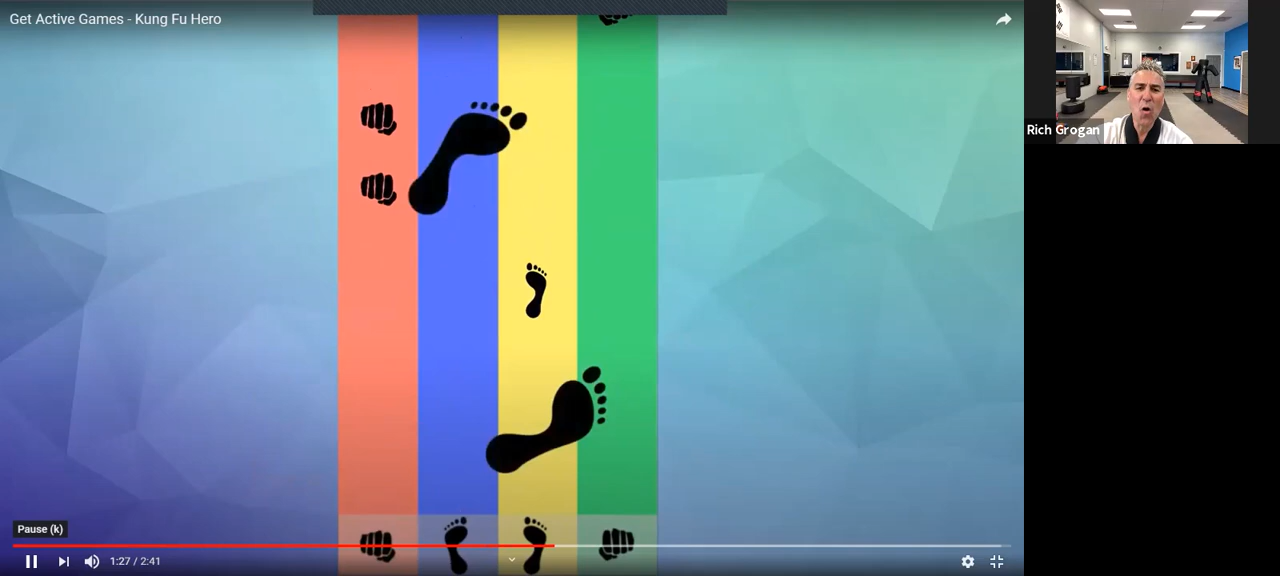 Get Active Games - Kung Fu Hero
Rich Grogan
Pause (k)
1:27 / 2:41